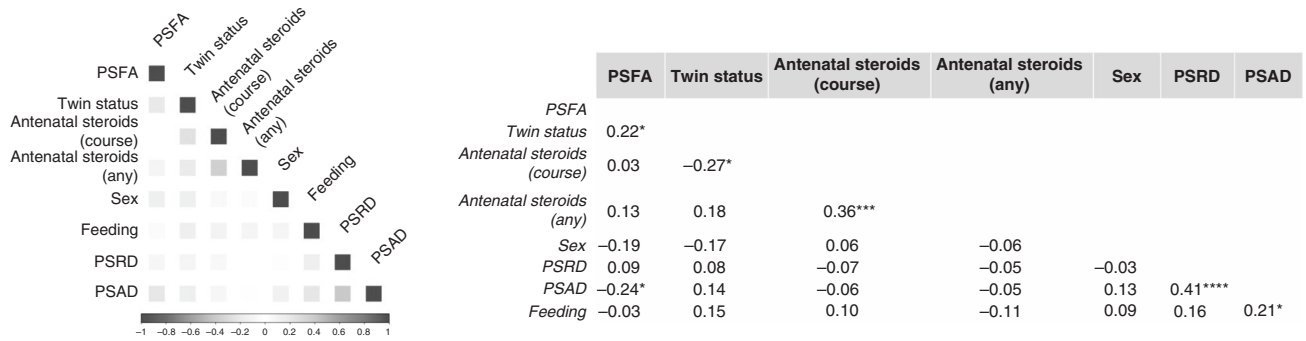 PSFA
Twin status
Antenatal steroids
(course)
Antenatal steroids
(any)
Sex
Feeding
PSRD
PSAD
PSFA
Twin status
Antenatal steroids
(course)
Antenatal steroids
(any)
Sex
Feeding
PSRD
PSAD
−1 −0.8 −0.6 −0.4 −0.2 0 0.2 0.4 0.6 0.8 1
PSFA Twin status Antenatal steroids (course) Antenatal steroids (any) Sex PSRD PSAD
PSFA
Twin status 0.22*
Antenatal steroids (course) 0.03 −0.27*
Antenatal steroids (any) 0.13 0.18 0.36***
Sex −0.19 −0.17 0.06 −0.06
PSRD 0.09 0.08 −0.07 −0.05 −0.03
PSAD −0.24* 0.14 −0.06 −0.05 0.13 0.41****
Feeding −0.03 0.15 0.10 −0.11 0.09 0.16 0.21*